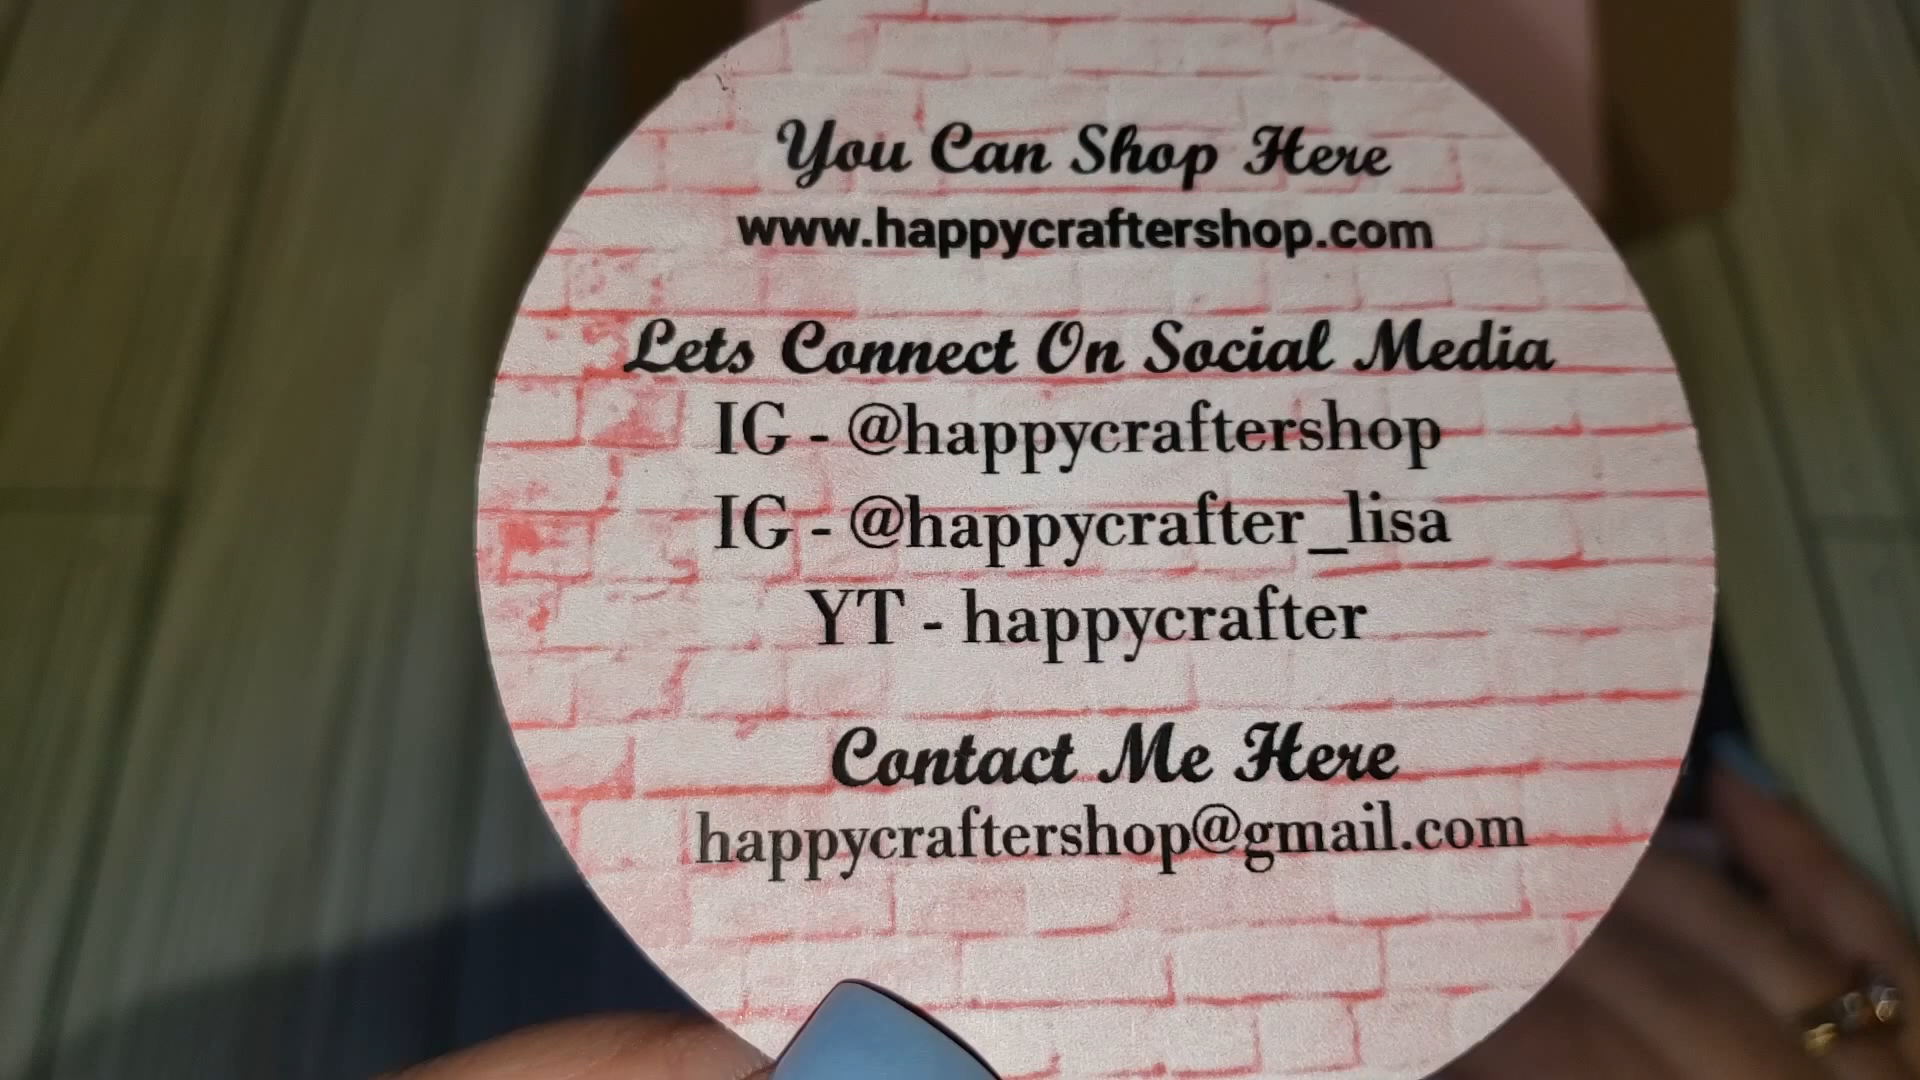 You Can Shop Here
www.happycraftershop.com
Lets Connect On Social Media
IG - @happycraftershop
IG - @happycrafter_lisa
YT - happycrafter
Contact Me Here
happycraftershop@gmail.com